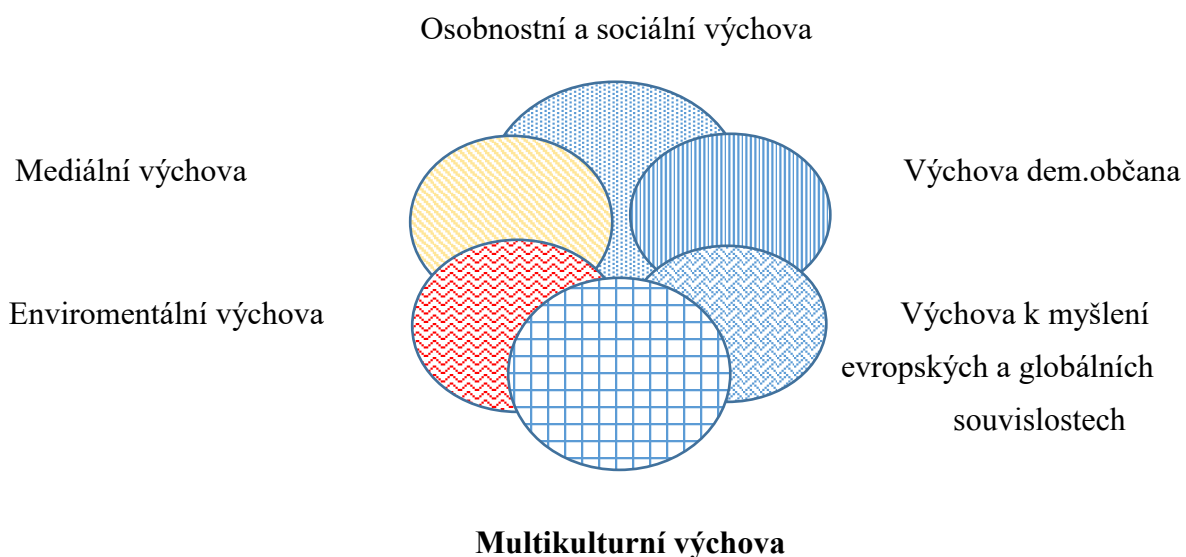 Osobnostní a sociální výchova
Mediální výchova
Výchova dem.občana
Enviromentální výchova
Výchova k myšlení
evropských a globálních
souvislostech
Multikulturní výchova